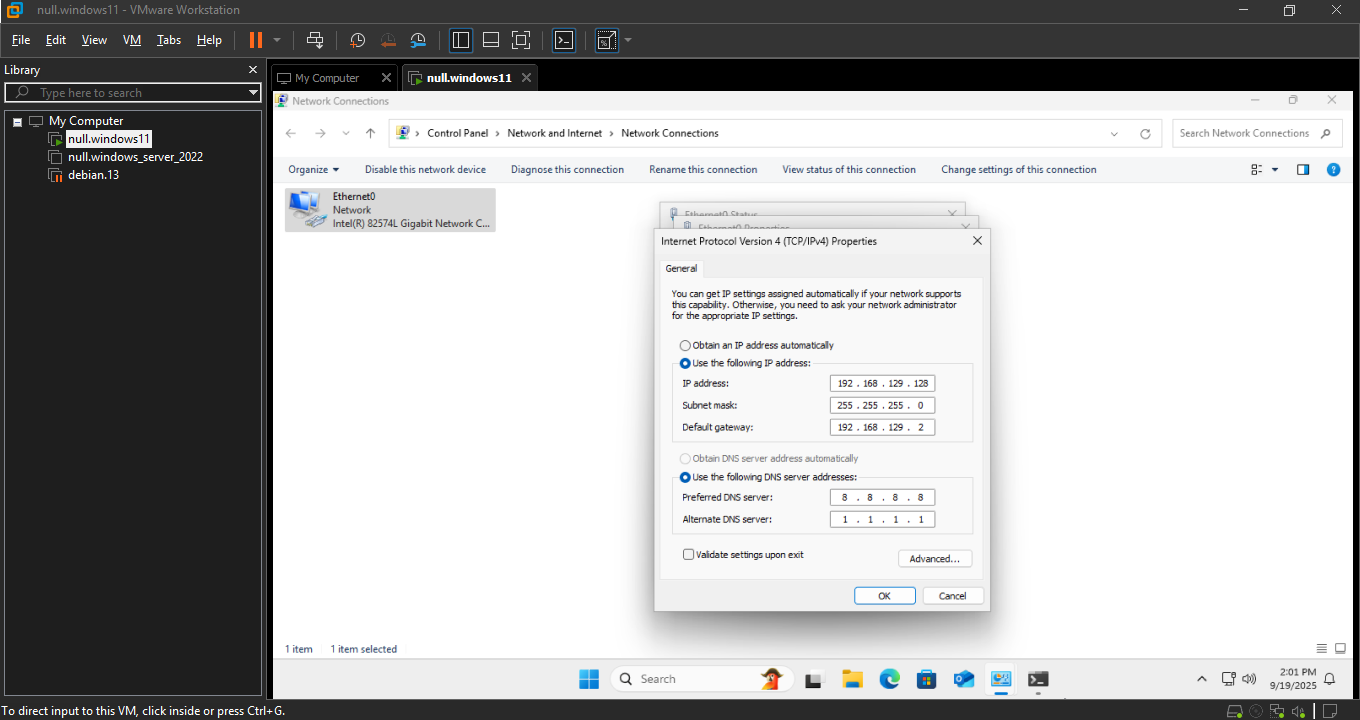 null.windows11 - VMware Workstation
File Edit View VM Tabs Help
Library
Type here to search
My Computer
null.windows11
null.windows_server_2022
debian.13
My Computer
null.windows11
Network Connections
Control Panel > Network and Internet > Network Connections
Search Network Connections
Organize
Disable this network device
Diagnose this connection
Rename this connection
View status of this connection
Change settings of this connection
Ethernet0
Network
Intel(R) 82574L Gigabit Network C...
Ethernet0 Status
Ethernet0 Properties
Internet Protocol Version 4 (TCP/IPv4) Properties
General
You can get IP settings assigned automatically if your network supports
this capability. Otherwise, you need to ask your network administrator
for the appropriate IP settings.
Obtain an IP address automatically
Use the following IP address:
IP address: 192 . 168 . 129 . 128
Subnet mask: 255 . 255 . 255 . 0
Default gateway: 192 . 168 . 129 . 2
Obtain DNS server address automatically
Use the following DNS server addresses:
Preferred DNS server: 8 . 8 . 8 . 8
Alternate DNS server: 1 . 1 . 1 . 1
Validate settings upon exit
Advanced...
OK
Cancel
1 item
1 item selected
Search
2:01 PM
9/19/2025
To direct input to this VM, click inside or press Ctrl+G.